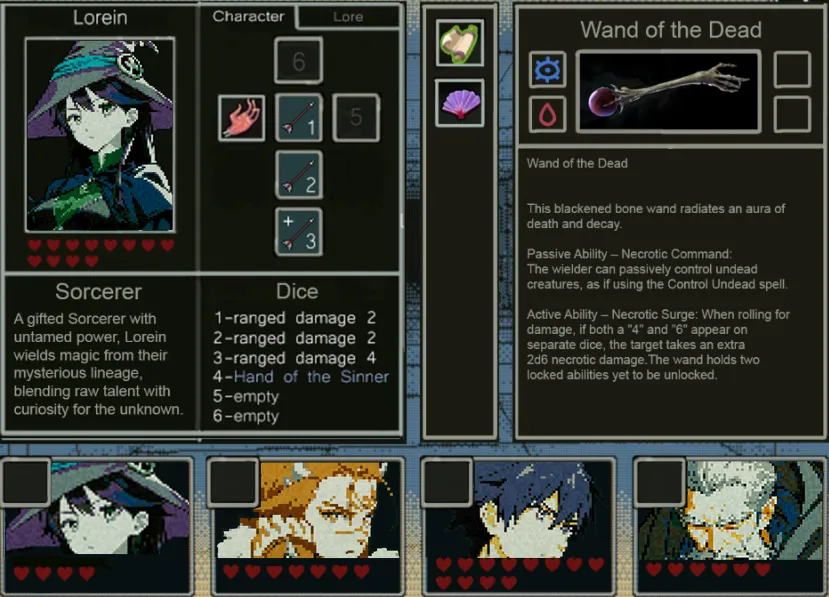 Lorein
Character
Lore
6
1
5
2
+
3
Sorcerer
A gifted Sorcerer with
untamed power, Lorein
wields magic from their
mysterious lineage,
blending raw talent with
curiosity for the unknown.
Dice
1-ranged damage 2
2-ranged damage 2
3-ranged damage 4
4-Hand of the Sinner
5-empty
6-empty
Wand of the Dead
Wand of the Dead
This blackened bone wand radiates an aura of
death and decay.
Passive Ability – Necrotic Command:
The wielder can passively control undead
creatures, as if using the Control Undead spell.
Active Ability – Necrotic Surge: When rolling for
damage, if both a "4" and "6" appear on
separate dice, the target takes an extra
2d6 necrotic damage.The wand holds two
locked abilities yet to be unlocked.